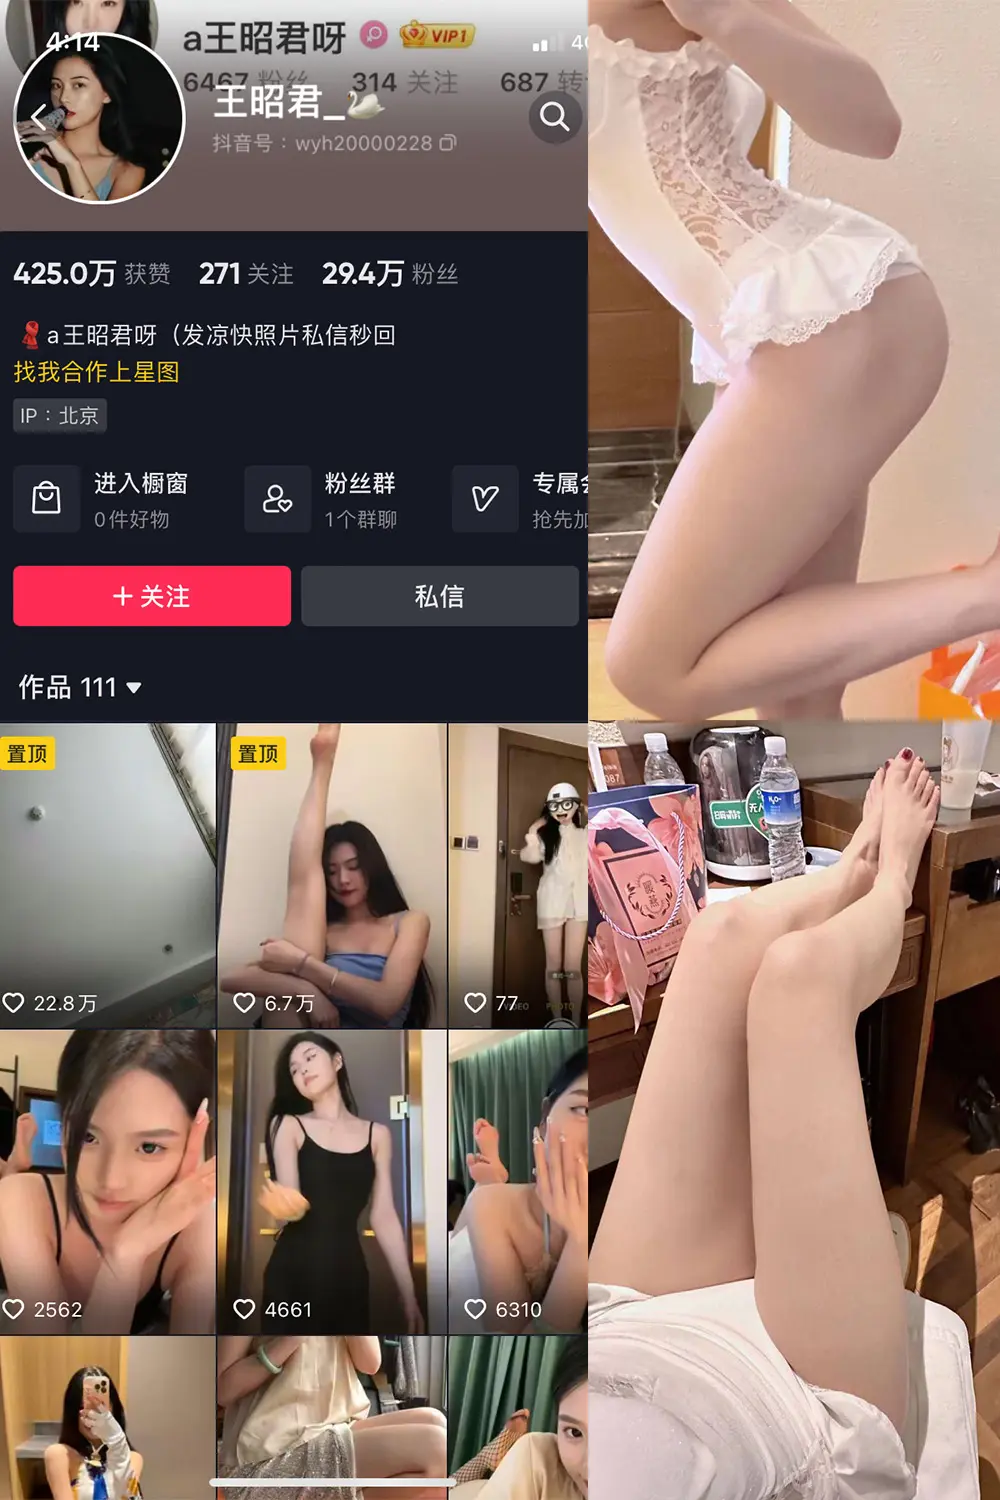 4:14
a王昭君呀
VIP1
6467 粉丝 314 关注 687
王昭君_
抖音号：wyh20000228
425.0万 获赞 271 关注 29.4万 粉丝
a王昭君呀（发凉快照片私信秒回
找我合作上星图
IP：北京
进入橱窗
0件好物
粉丝群
1个群聊
专属
抢先加
+ 关注
私信
作品 111
置顶
置顶
22.8万
6.7万
77
VIDEO PHOTO
2562
4661
6310
087
H₂O